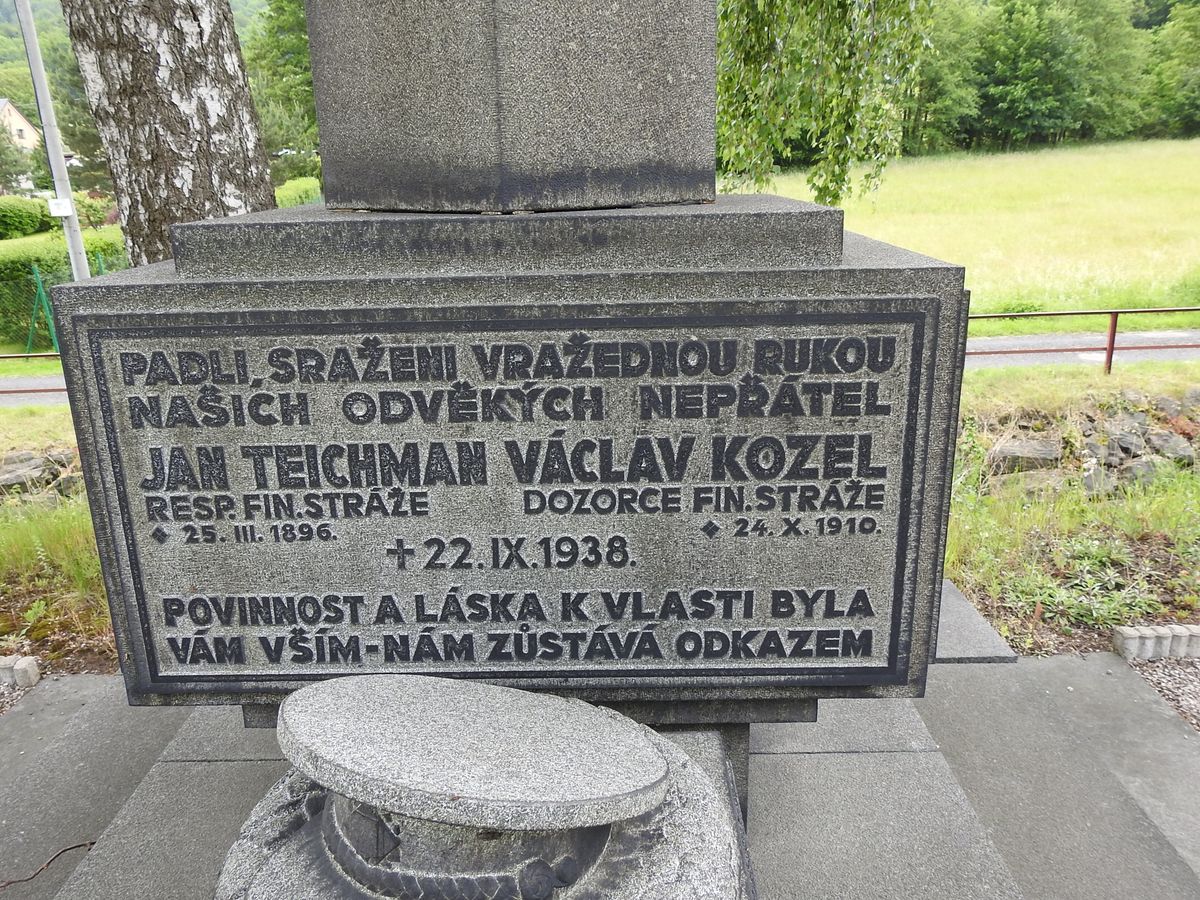 PADLI, SRAŽENI VRAŽEDNOU RUKOU
NAŠICH ODVĚKÝCH NEPŘÁTEL
JAN TEICHMAN VÁCLAV KOZEL
RESP. FIN. STRÁŽE DOZORCE FIN. STRÁŽE
25. III. 1896. 24. X. 1910.
✝ 22. IX. 1938.
POVINNOST A LÁSKA K VLASTI BYLA
VÁM VŠÍM-NÁM ZŮSTÁVÁ ODKAZEM